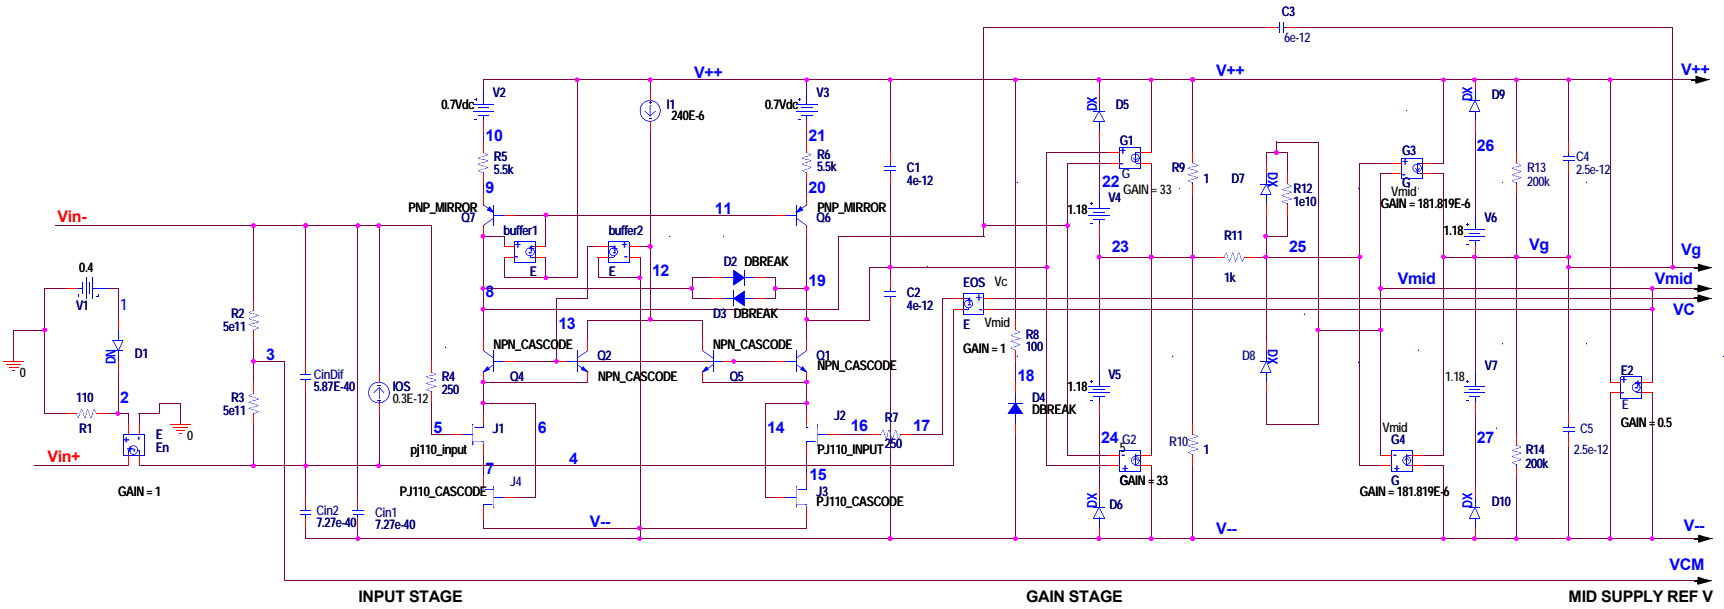 C3
6e-12
V++
V++
V++
V2
0.7Vdc
I1
240E-6
V3
0.7Vdc
DX
D5
DX
D9
10
21
R5
5.5k
R6
5.5k
C1
4e-12
G1
G
GAIN = 33
R9
1
D7
DX
R12
1e10
G3
G
Vmid
GAIN = 181.819E-6
26
R13
200k
C4
2.5e-12
9
20
22
V4
1.18
PNP_MIRROR
Q7
11
PNP_MIRROR
Q6
Vin-
V6
1.18
buffer1
E
buffer2
E
12
23
R11
1k
25
Vg
Vg
0.4
V1
1
D2
DBREAK
19
8
D3
DBREAK
C2
4e-12
EOS
Vc
E
Vmid
GAIN = 1
Vmid
Vmid
VC
R2
5e11
13
R8
100
DN
D1
3
NPN_CASCODE
Q4
Q2
NPN_CASCODE
NPN_CASCODE
Q5
Q1
NPN_CASCODE
D8
DX
0
CinDif
5.87E-40
IOS
0.3E-12
R4
250
18
D4
DBREAK
V5
1.18
V7
1.18
E2
E
GAIN = 0.5
R3
5e11
110
R1
2
0
E
En
GAIN = 1
5
J1
pj110_input
6
14
J2
PJ110_INPUT
16
R7
250
17
24
G2
5
GAIN = 33
R10
1
Vmid
G4
G
GAIN = 181.819E-6
27
R14
200k
C5
2.5e-12
Vin+
4
7
J4
PJ110_CASCODE
15
J3
PJ110_CASCODE
Cin2
7.27e-40
Cin1
7.27e-40
DX
D6
DX
D10
V--
V--
V--
VCM
INPUT STAGE
GAIN STAGE
MID SUPPLY REF V